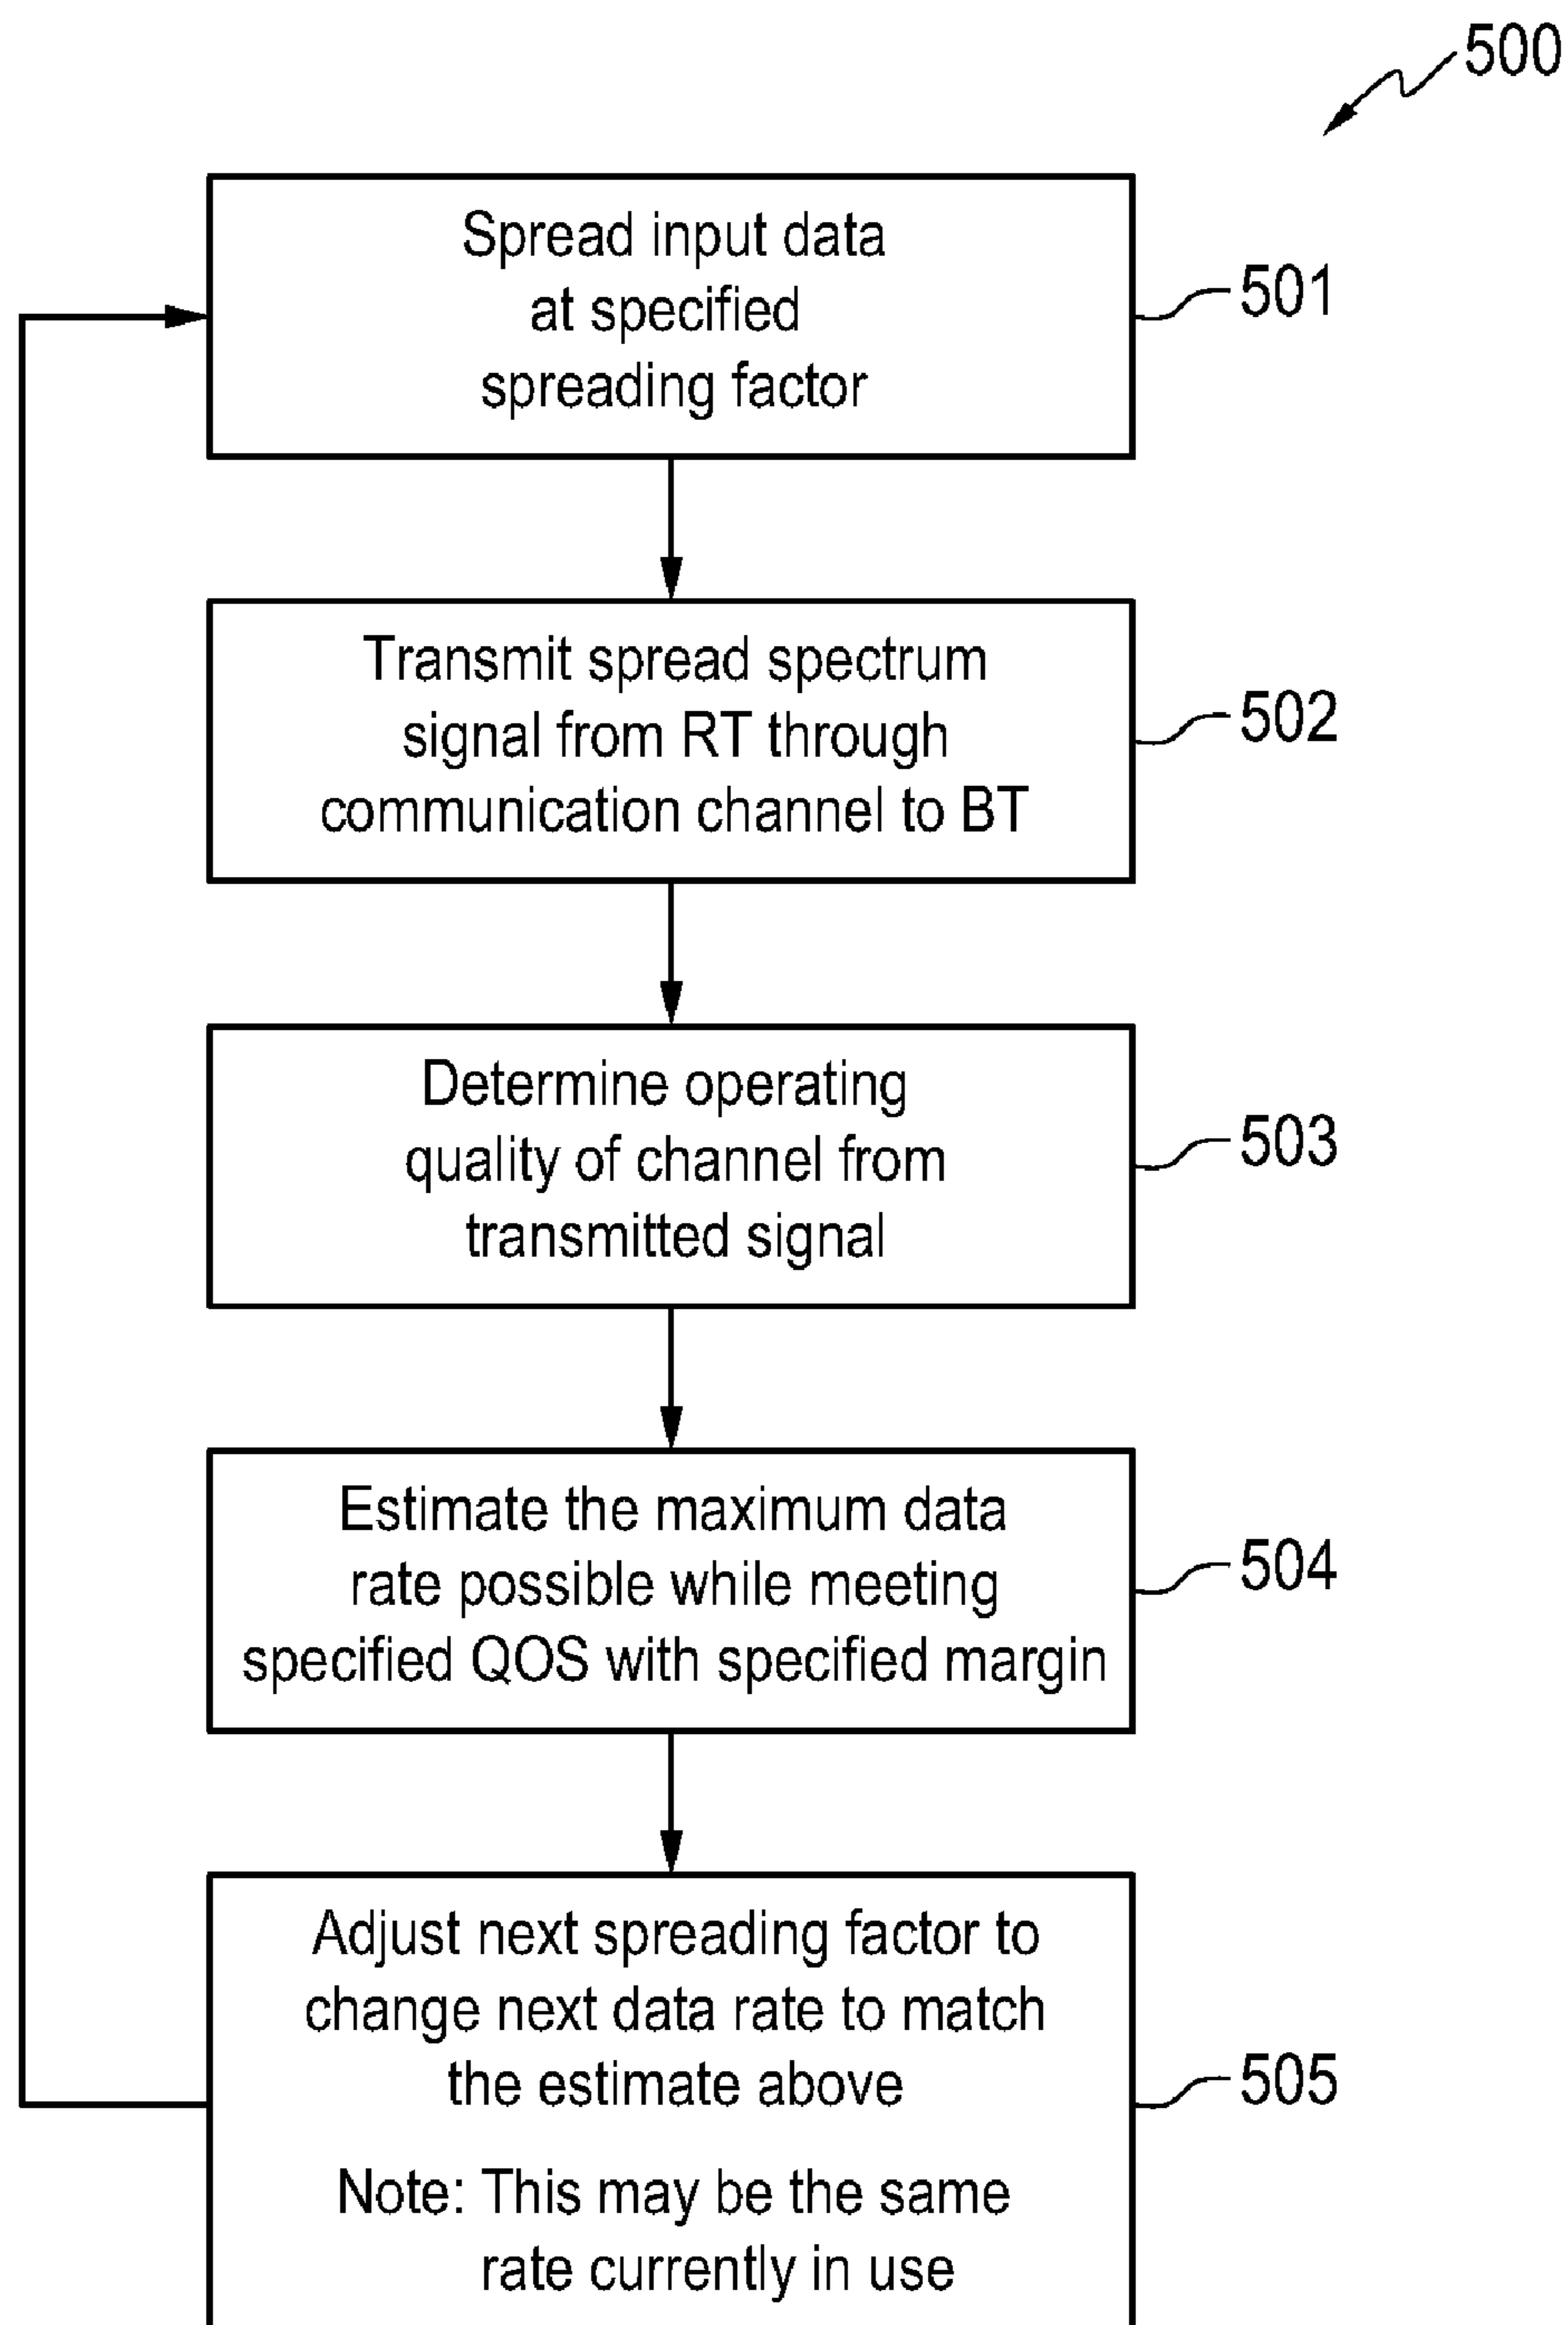 500
Spread input data
at specified
spreading factor
501
Transmit spread spectrum
signal from RT through
communication channel to BT
502
Determine operating
quality of channel from
transmitted signal
503
Estimate the maximum data
rate possible while meeting
specified QOS with specified margin
504
Adjust next spreading factor to
change next data rate to match
the estimate above
505
Note: This may be the same
rate currently in use